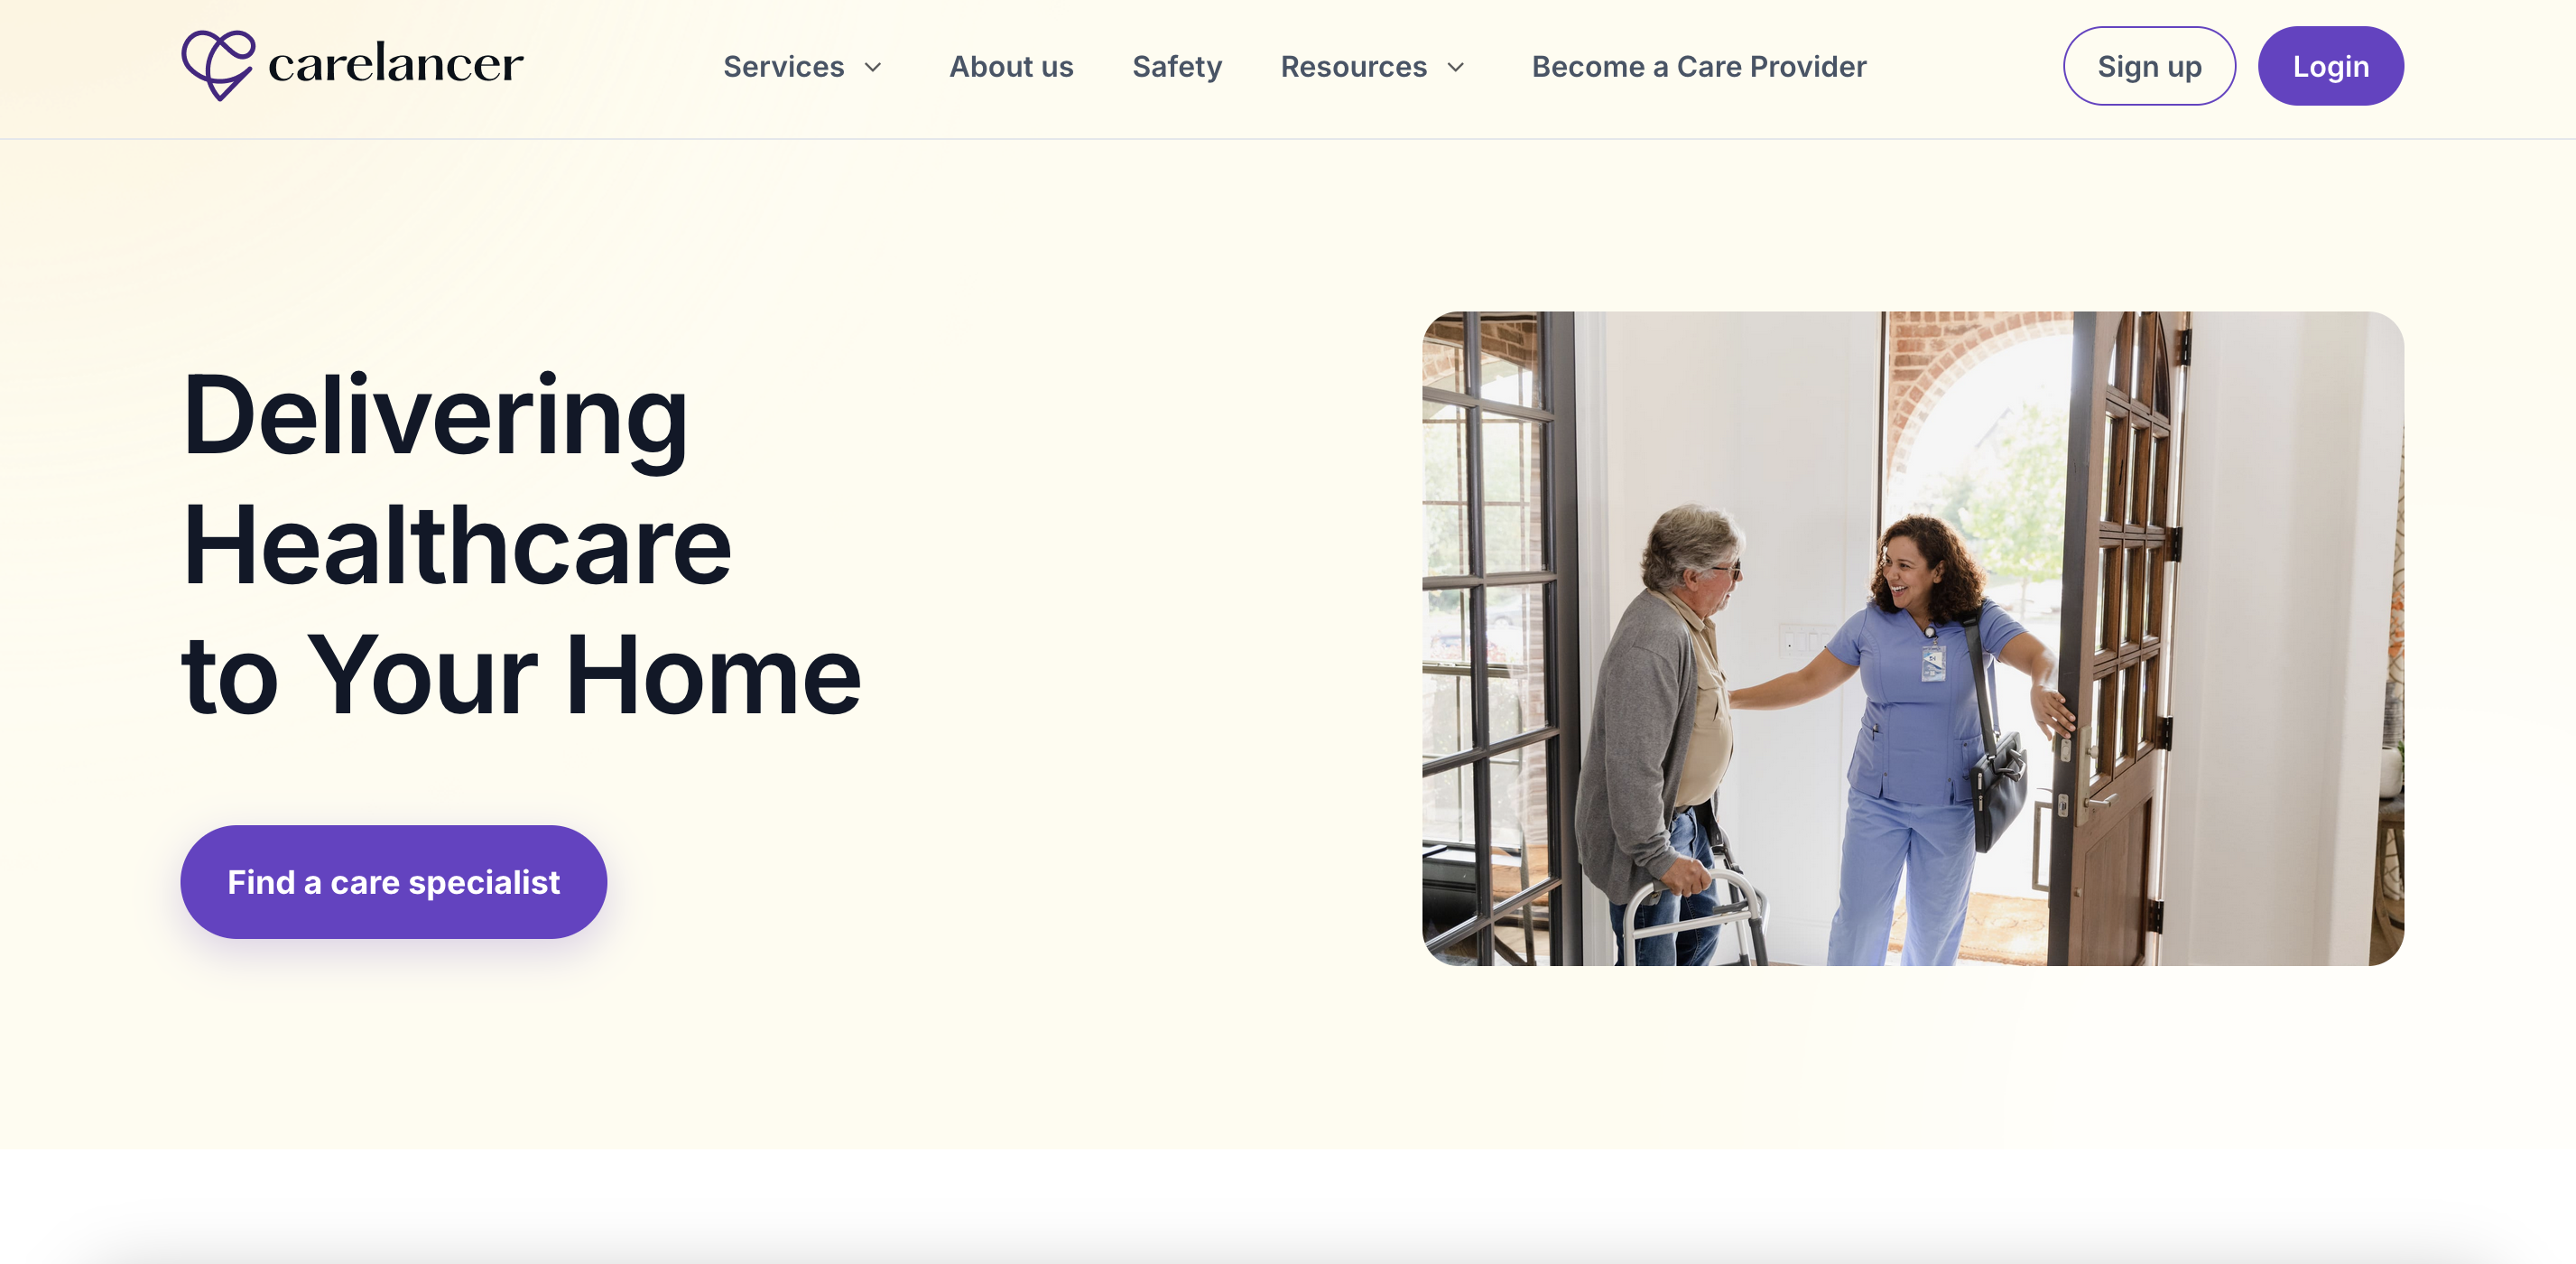 carelancer
Services
About us
Safety
Resources
Become a Care Provider
Sign up
Login
Delivering
Healthcare
to Your Home
Find a care specialist